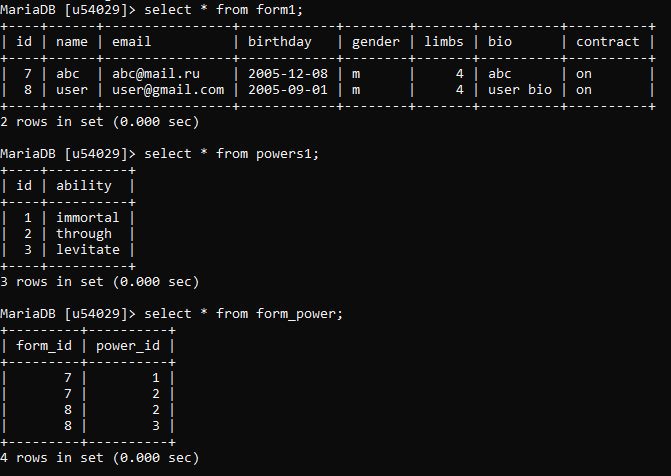 MariaDB [u54029]> select * from form1;
+----+------+----------------+------------+--------+-------+----------+----------+
| id | name | email          | birthday   | gender | limbs | bio      | contract |
+----+------+----------------+------------+--------+-------+----------+----------+
|  7 | abc  | abc@mail.ru    | 2005-12-08 | m      |     4 | abc      | on       |
|  8 | user | user@gmail.com | 2005-09-01 | m      |     4 | user bio | on       |
+----+------+----------------+------------+--------+-------+----------+----------+
2 rows in set (0.000 sec)
MariaDB [u54029]> select * from powers1;
+----+----------+
| id | ability  |
+----+----------+
|  1 | immortal |
|  2 | through  |
|  3 | levitate |
+----+----------+
3 rows in set (0.000 sec)
MariaDB [u54029]> select * from form_power;
+---------+----------+
| form_id | power_id |
+---------+----------+
|       7 |        1 |
|       7 |        2 |
|       8 |        2 |
|       8 |        3 |
+---------+----------+
4 rows in set (0.000 sec)